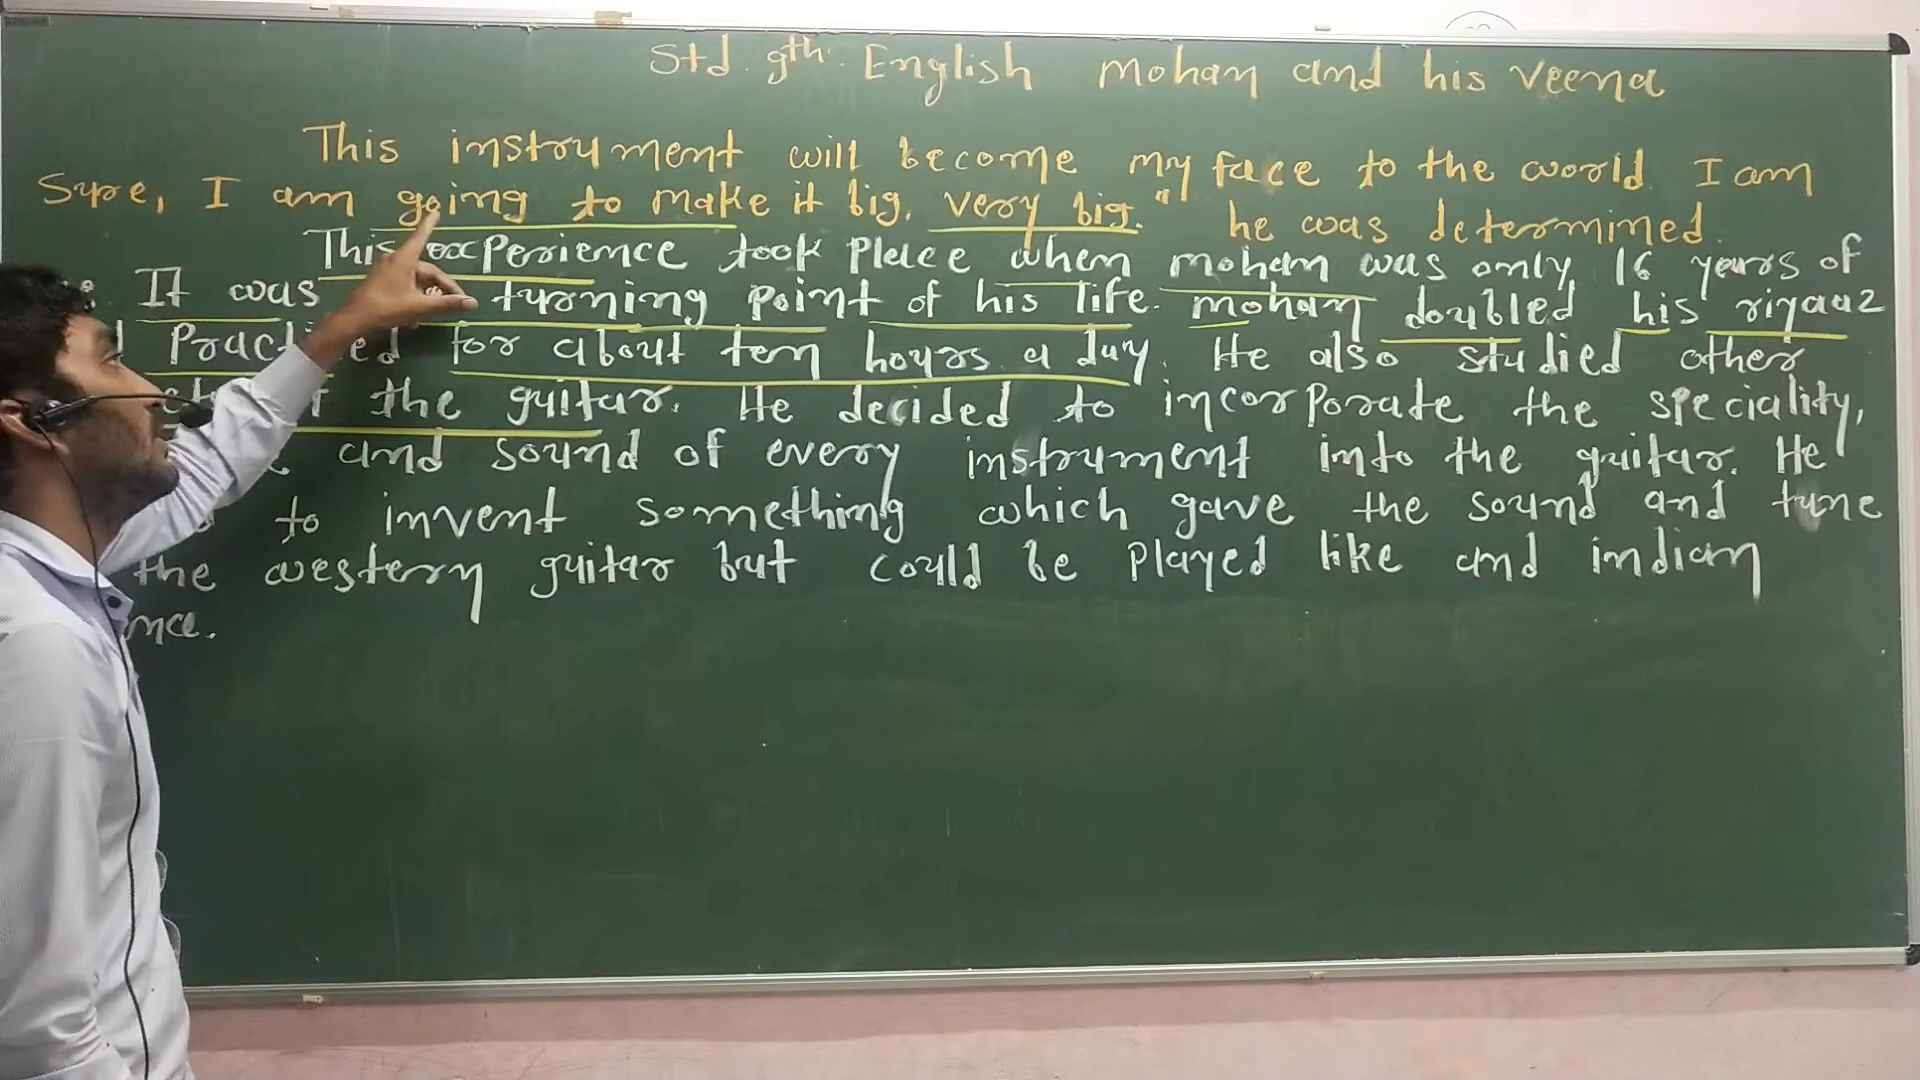 Std 9th English Mohan and his veena
This instrument will become my face to the world I am
Sure, I am going to make it big, very big." he was determined.
This experience took place when mohan was only 16 years of
It was turning point of his life. mohan doubled his riyaaz
Practised for about ten hours a day. He also studied other
the guitar. He decided to incorporate the speciality,
and sound of every instrument into the guitar. He
to invent something which gave the sound and tune
the western guitar but could be played like and indian